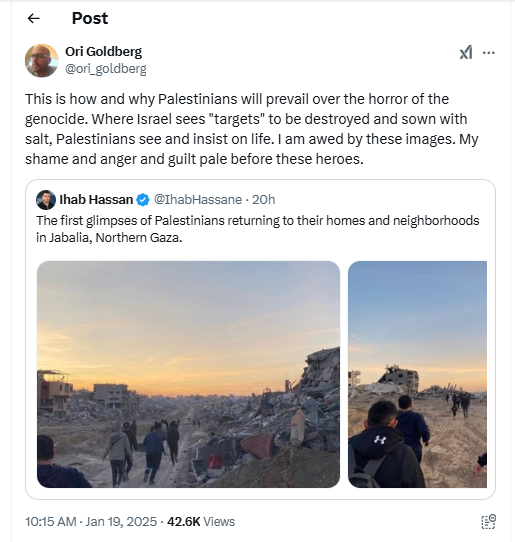 Post
Ori Goldberg
@ori_goldberg
This is how and why Palestinians will prevail over the horror of the
genocide. Where Israel sees "targets" to be destroyed and sown with
salt, Palestinians see and insist on life. I am awed by these images. My
shame and anger and guilt pale before these heroes.
Ihab Hassan @IhabHassane · 20h
The first glimpses of Palestinians returning to their homes and neighborhoods
in Jabalia, Northern Gaza.
10:15 AM · Jan 19, 2025 · 42.6K Views